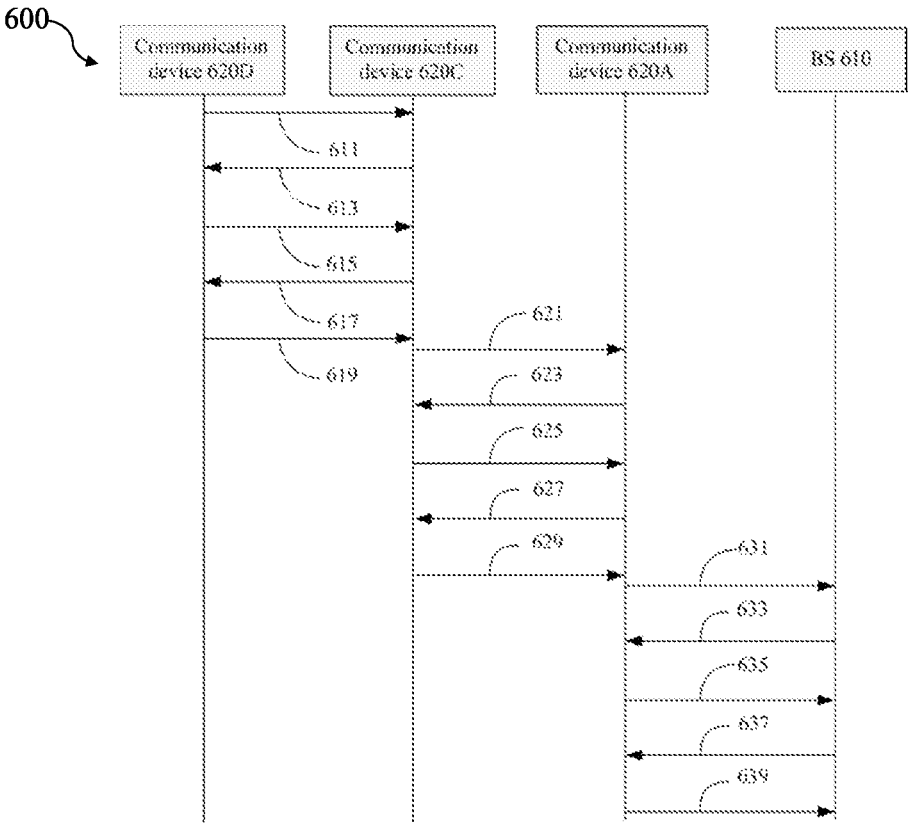 600
Communication
device 620D
Communication
device 620C
Communication
device 620A
BS 610
611
613
615
617
619
621
623
625
627
629
631
633
635
637
639